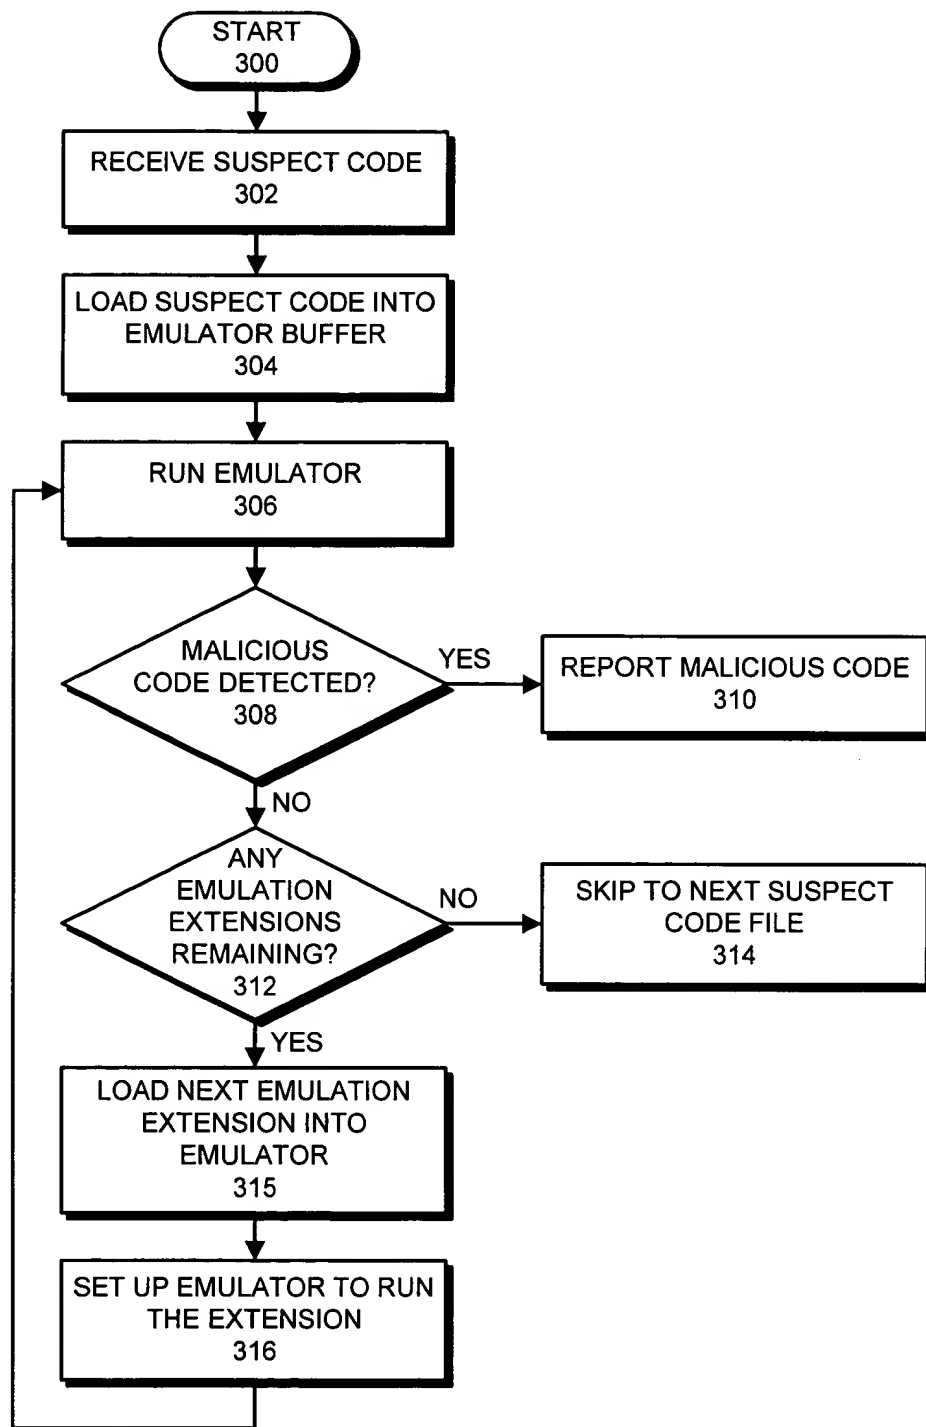 START
300
RECEIVE SUSPECT CODE
302
LOAD SUSPECT CODE INTO
EMULATOR BUFFER
304
RUN EMULATOR
306
MALICIOUS
CODE DETECTED?
308
YES
REPORT MALICIOUS CODE
310
NO
ANY
EMULATION
EXTENSIONS
REMAINING?
312
NO
SKIP TO NEXT SUSPECT
CODE FILE
314
YES
LOAD NEXT EMULATION
EXTENSION INTO
EMULATOR
315
SET UP EMULATOR TO RUN
THE EXTENSION
316